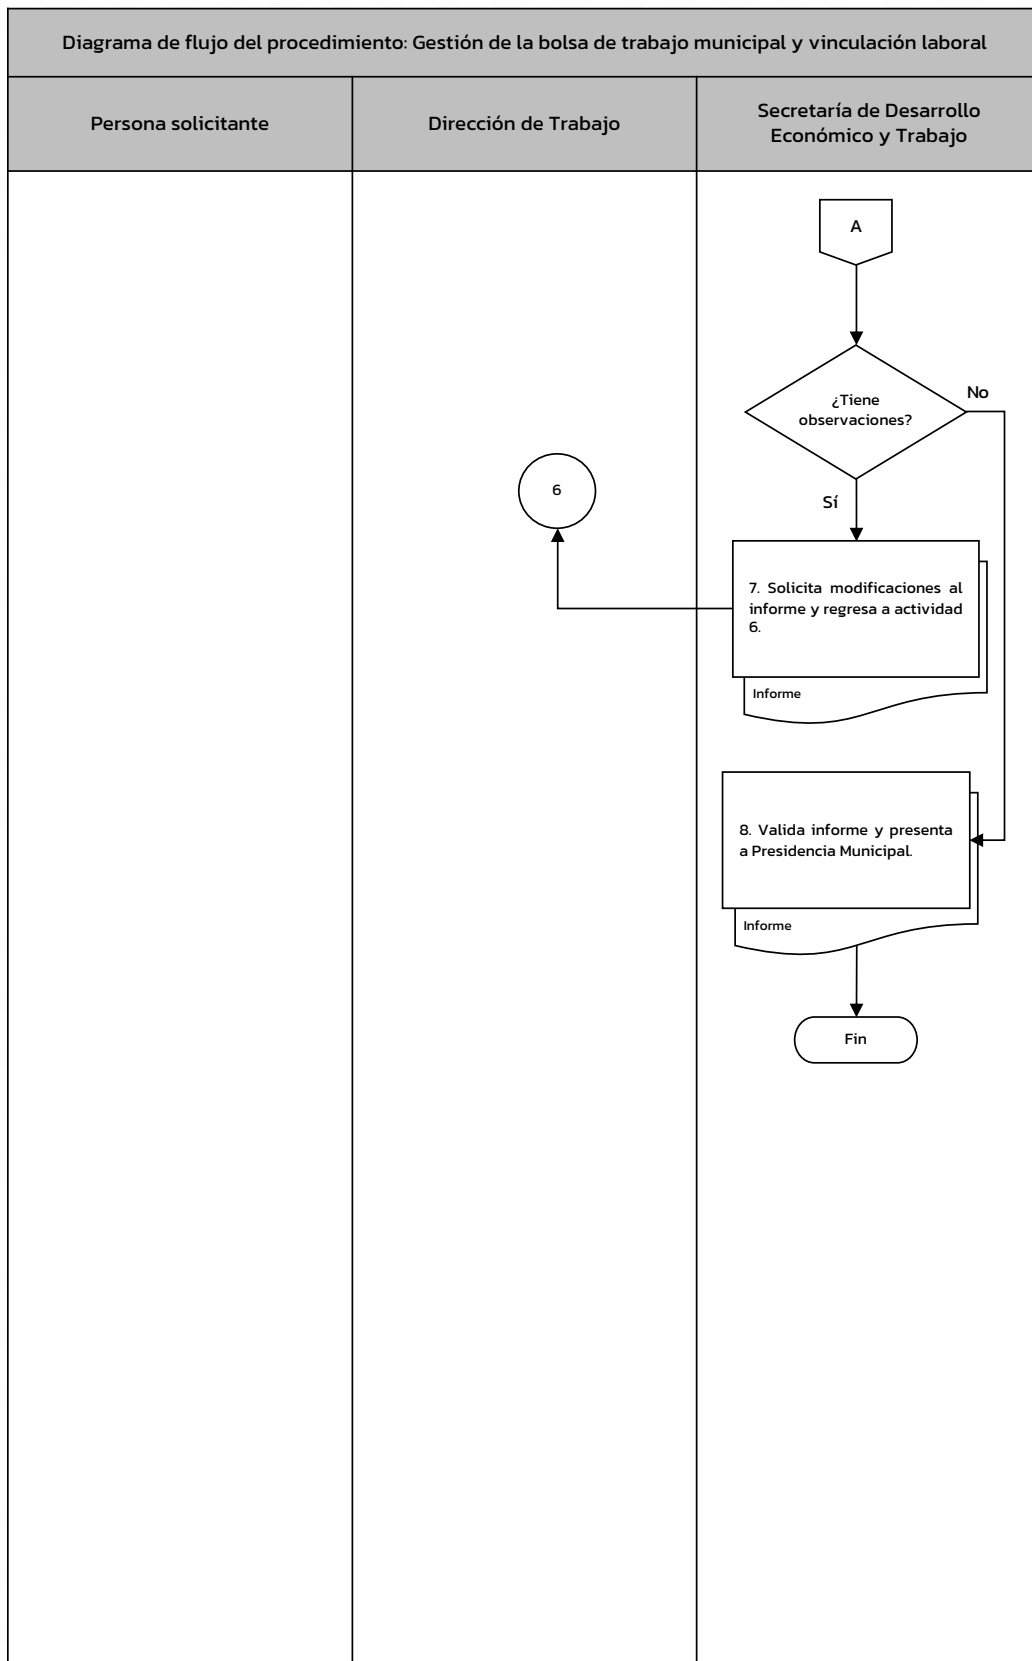 Diagrama de flujo del procedimiento: Gestión de la bolsa de trabajo municipal y vinculación laboral
Persona solicitante
Dirección de Trabajo
Secretaría de Desarrollo
Económico y Trabajo
A
¿Tiene
observaciones?
No
Sí
6
7. Solicita modificaciones al
informe y regresa a actividad
6.
Informe
8. Valida informe y presenta
a Presidencia Municipal.
Informe
Fin